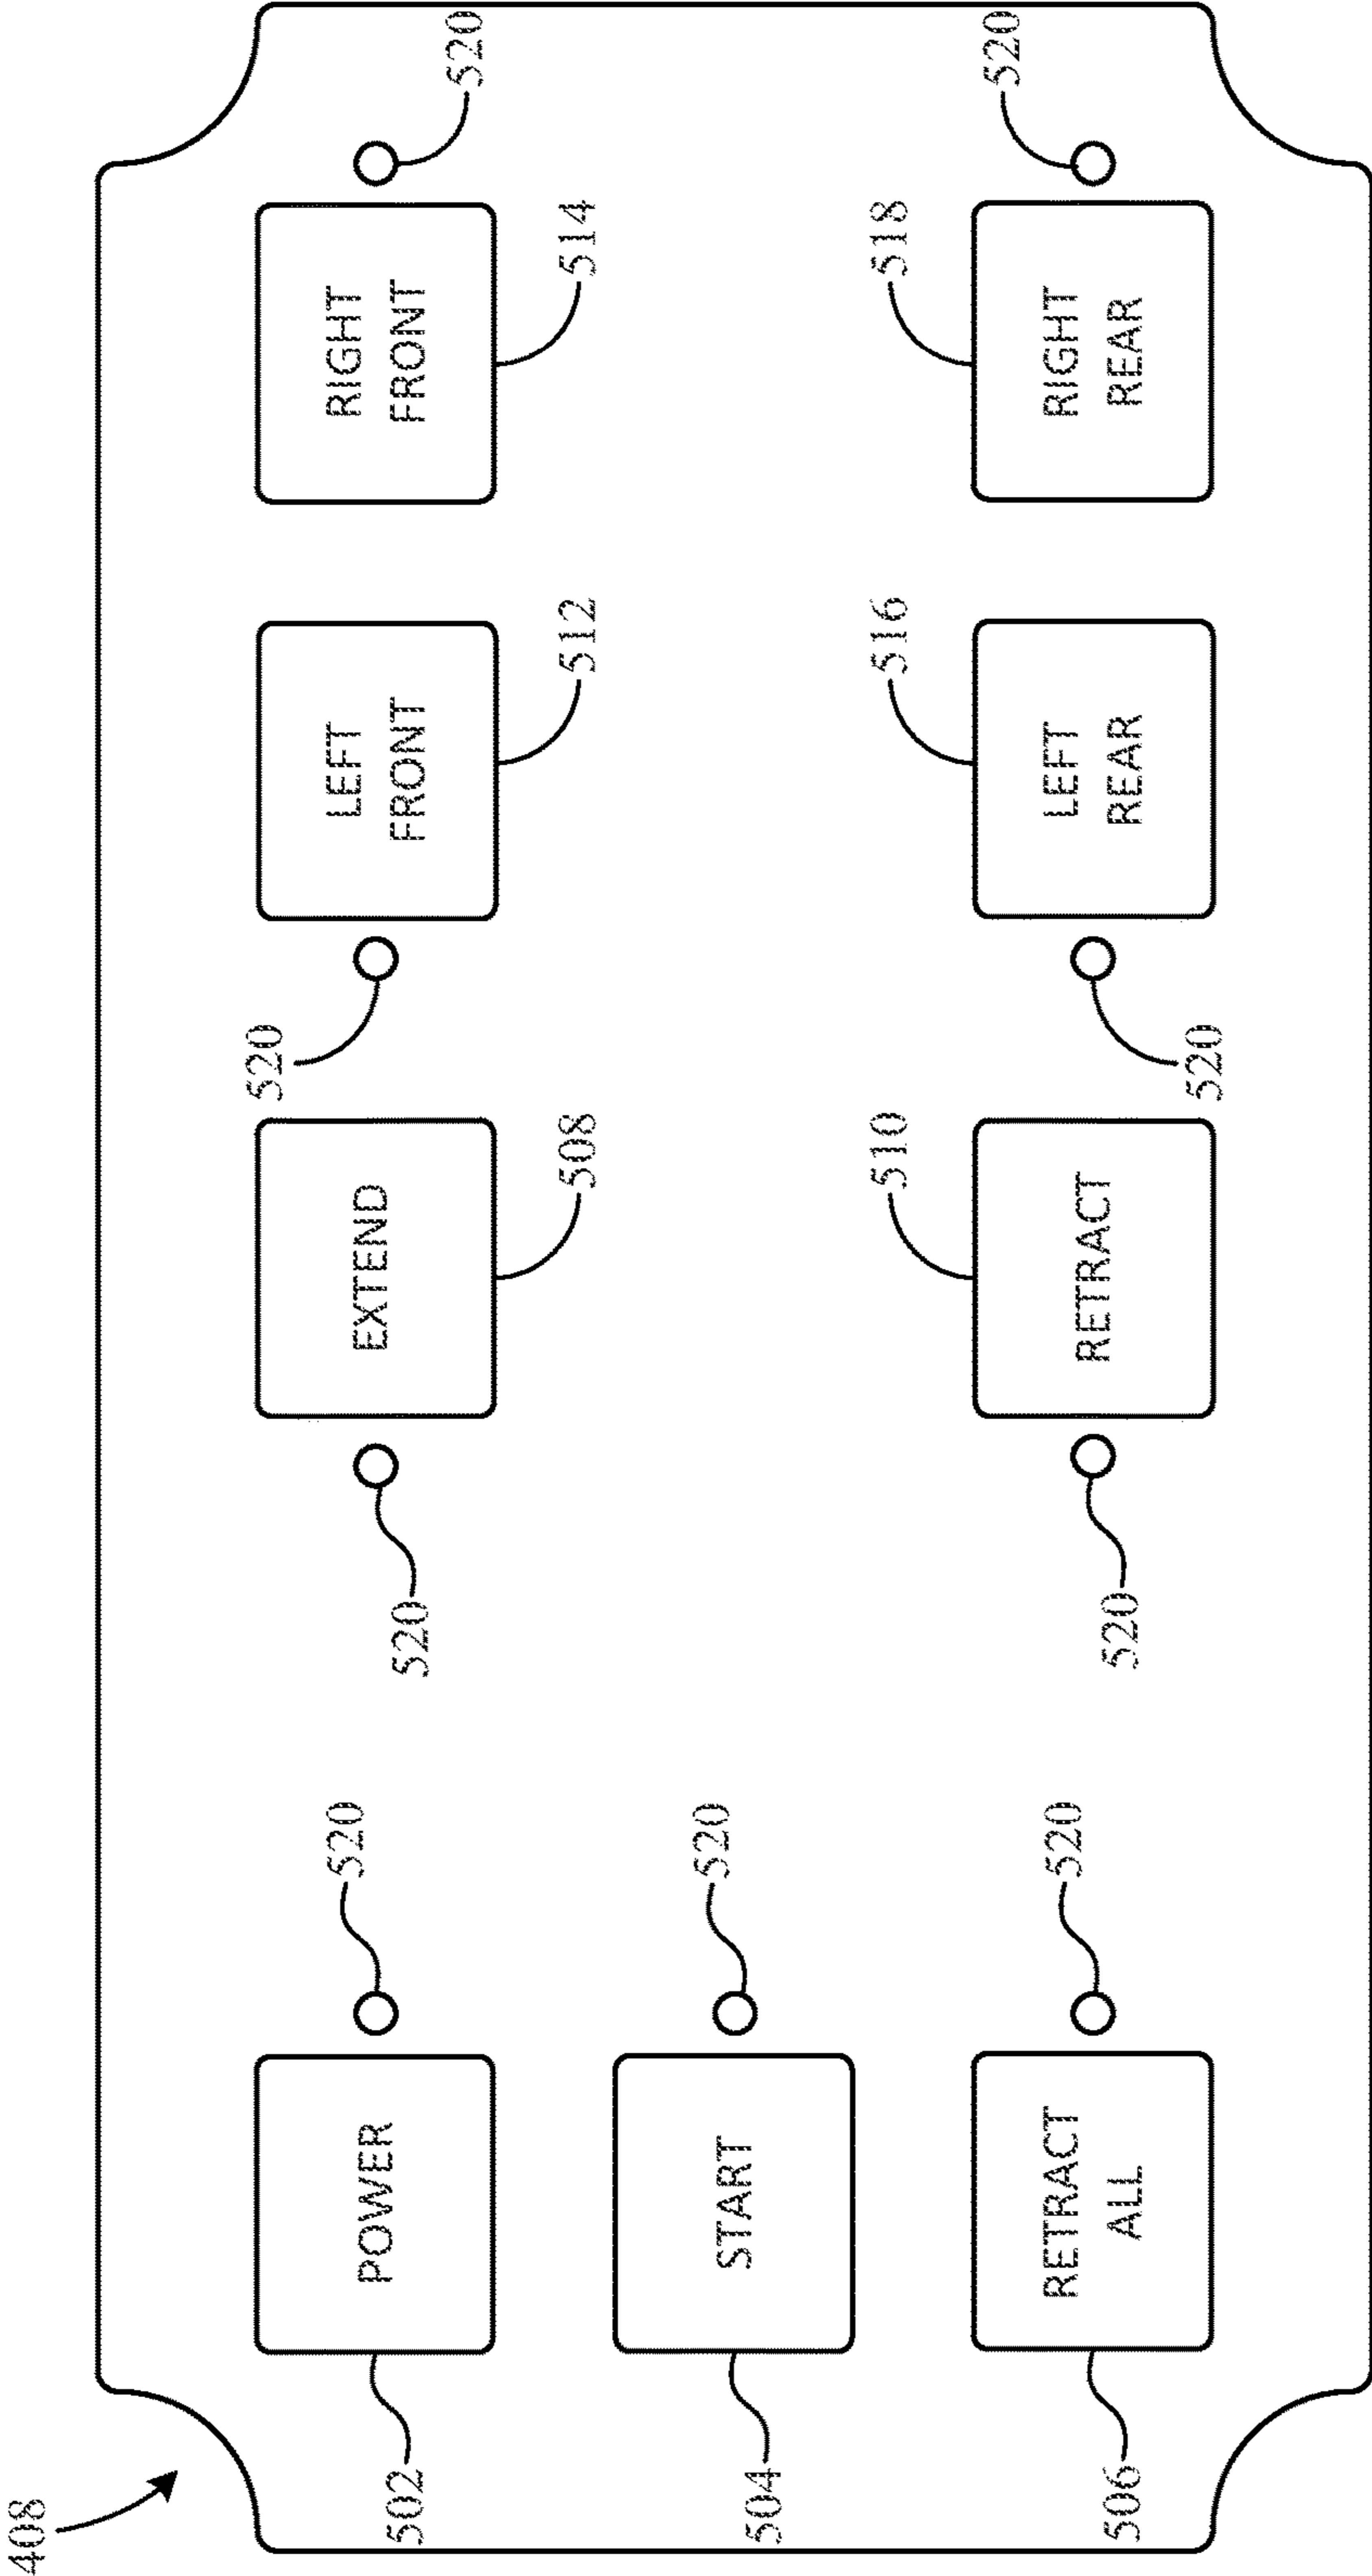 408
POWER
520
502
START
520
504
RETRACT
ALL
520
506
EXTEND
508
520
RETRACT
510
520
LEFT
FRONT
512
520
RIGHT
FRONT
514
520
LEFT
REAR
516
520
RIGHT
REAR
518
520